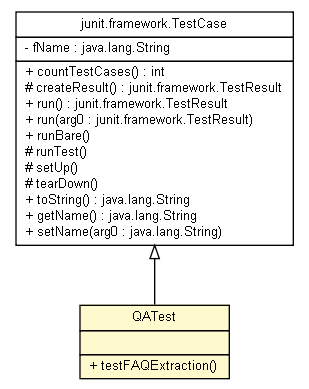 junit.framework.TestCase
- fName : java.lang.String
+ countTestCases() : int
# createResult() : junit.framework.TestResult
+ run() : junit.framework.TestResult
+ run(arg0 : junit.framework.TestResult)
+ runBare()
# runTest()
# setUp()
# tearDown()
+ toString() : java.lang.String
+ getName() : java.lang.String
+ setName(arg0 : java.lang.String)
QATest
+ testFAQExtraction()